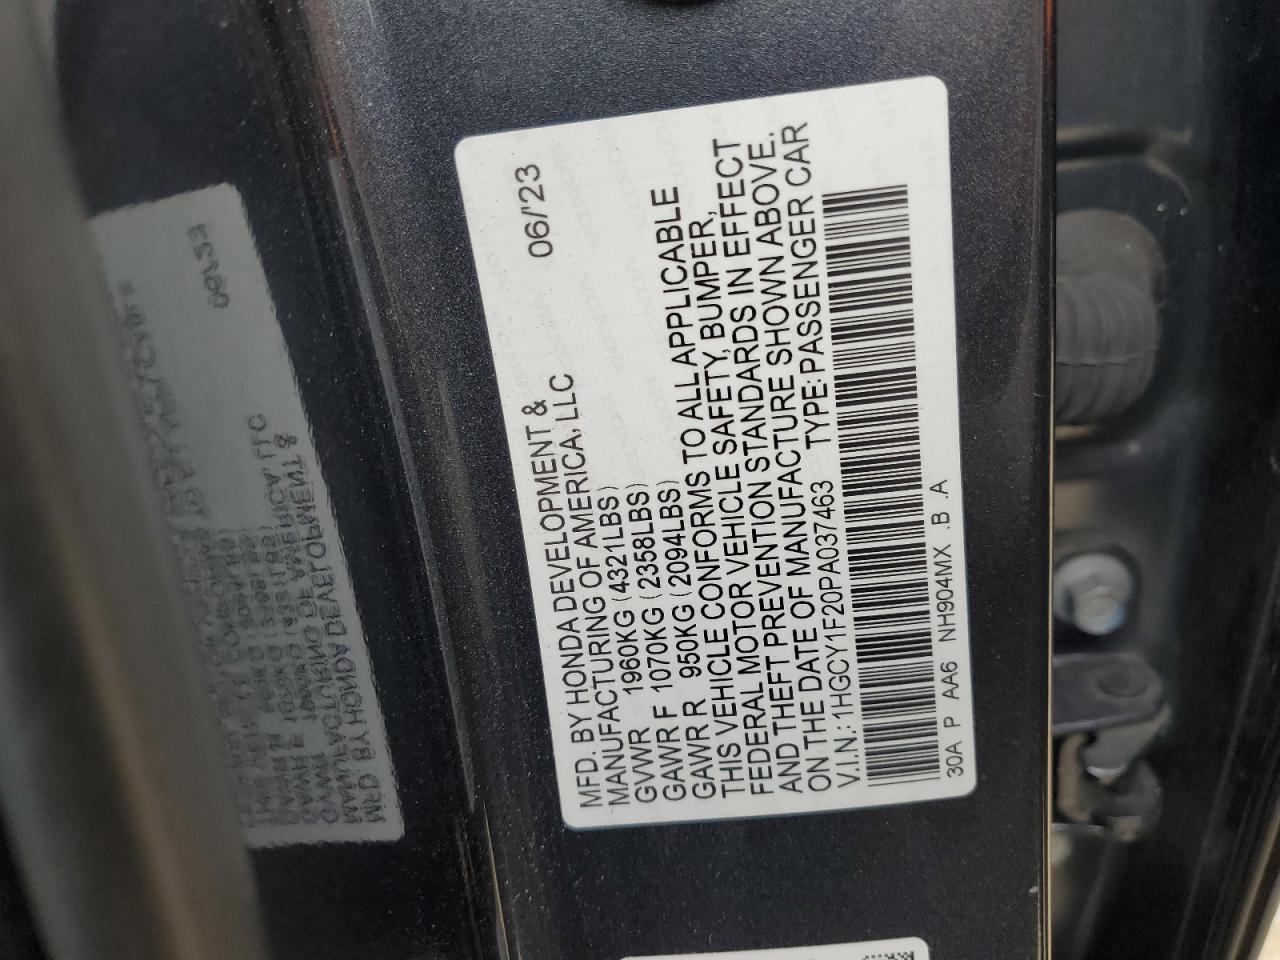 MFD. BY HONDA DEVELOPMENT & 06/'23
MANUFACTURING OF AMERICA, LLC
GVWR 1960KG (4321LBS)
GAWR F 1070KG (2358LBS)
GAWR R 950KG (2094LBS)
THIS VEHICLE CONFORMS TO ALL APPLICABLE
FEDERAL MOTOR VEHICLE SAFETY, BUMPER,
AND THEFT PREVENTION STANDARDS IN EFFECT
ON THE DATE OF MANUFACTURE SHOWN ABOVE.
V.I.N.: 1HGCY1F20PA037463 TYPE: PASSENGER CAR
30A P AA6 NH904MX .B .A